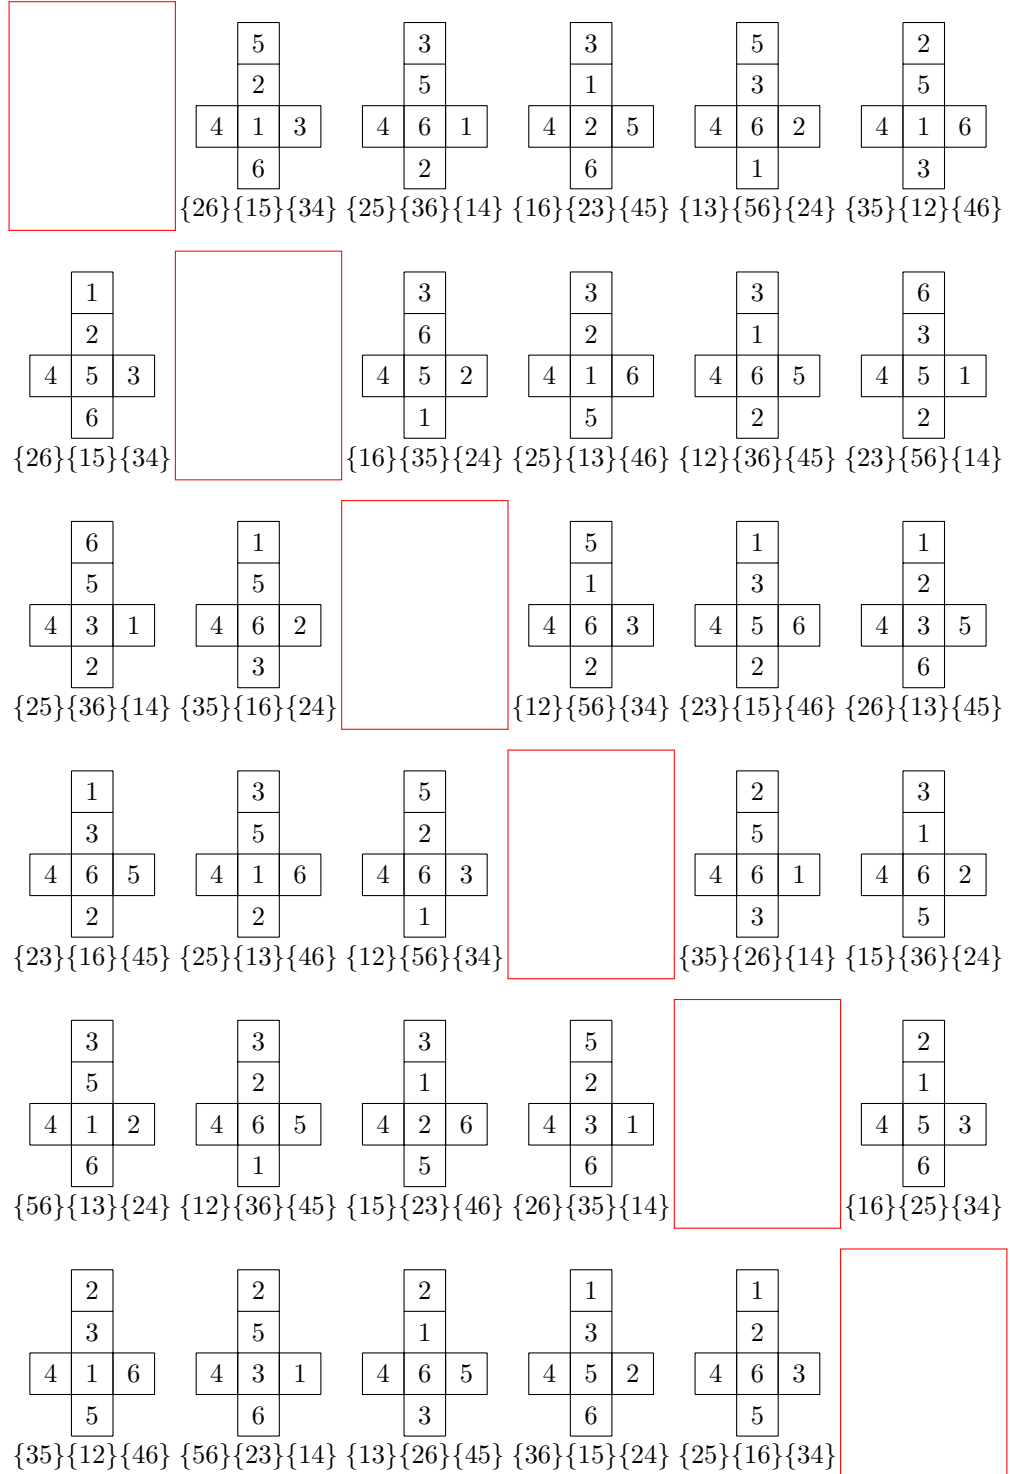 5 3 3 5 2
2 5 1 3 5
4 1 3 4 6 1 4 2 5 4 6 2 4 1 6
6 2 6 1 3
{26}{15}{34} {25}{36}{14} {16}{23}{45} {13}{56}{24} {35}{12}{46}
1 3 3 3 6
2 6 2 1 3
4 5 3 4 5 2 4 1 6 4 6 5 4 5 1
6 1 5 2 2
{26}{15}{34} {16}{35}{24} {25}{13}{46} {12}{36}{45} {23}{56}{14}
6 1 5 1 1
5 5 1 3 2
4 3 1 4 6 2 4 6 3 4 5 6 4 3 5
2 3 2 2 6
{25}{36}{14} {35}{16}{24} {12}{56}{34} {23}{15}{46} {26}{13}{45}
1 3 5 2 3
3 5 2 5 1
4 6 5 4 1 6 4 6 3 4 6 1 4 6 2
2 2 1 3 5
{23}{16}{45} {25}{13}{46} {12}{56}{34} {35}{26}{14} {15}{36}{24}
3 3 3 5 2
5 2 1 2 1
4 1 2 4 6 5 4 2 6 4 3 1 4 5 3
6 1 5 6 6
{56}{13}{24} {12}{36}{45} {15}{23}{46} {26}{35}{14} {16}{25}{34}
2 2 2 1 1
3 5 1 3 2
4 1 6 4 3 1 4 6 5 4 5 2 4 6 3
5 6 3 6 5
{35}{12}{46} {56}{23}{14} {13}{26}{45} {36}{15}{24} {25}{16}{34}